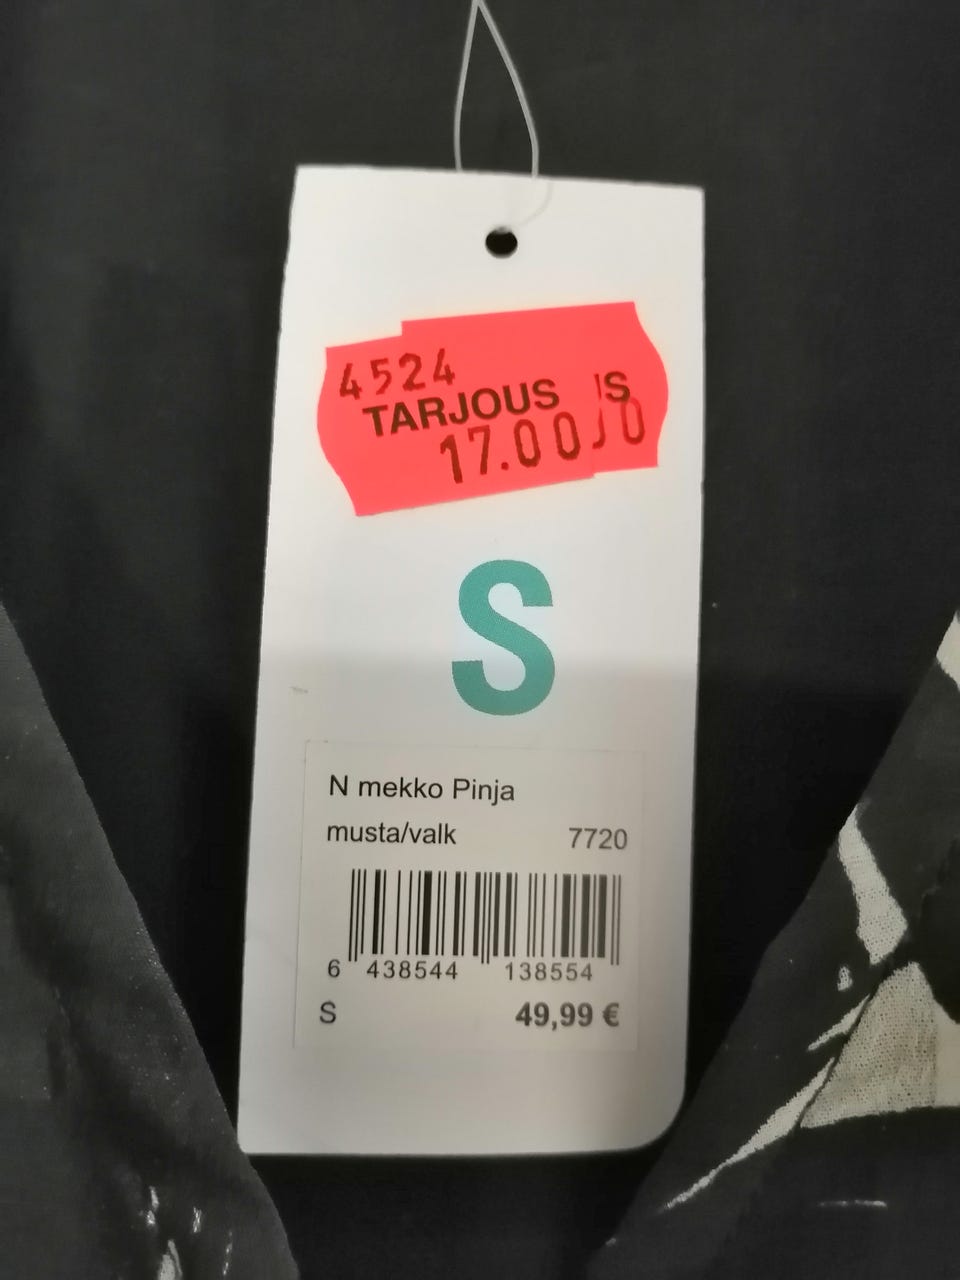 4524
TARJOUS
17.00
S
N mekko Pinja
musta/valk 7720
6 438544 138554
S 49,99 €